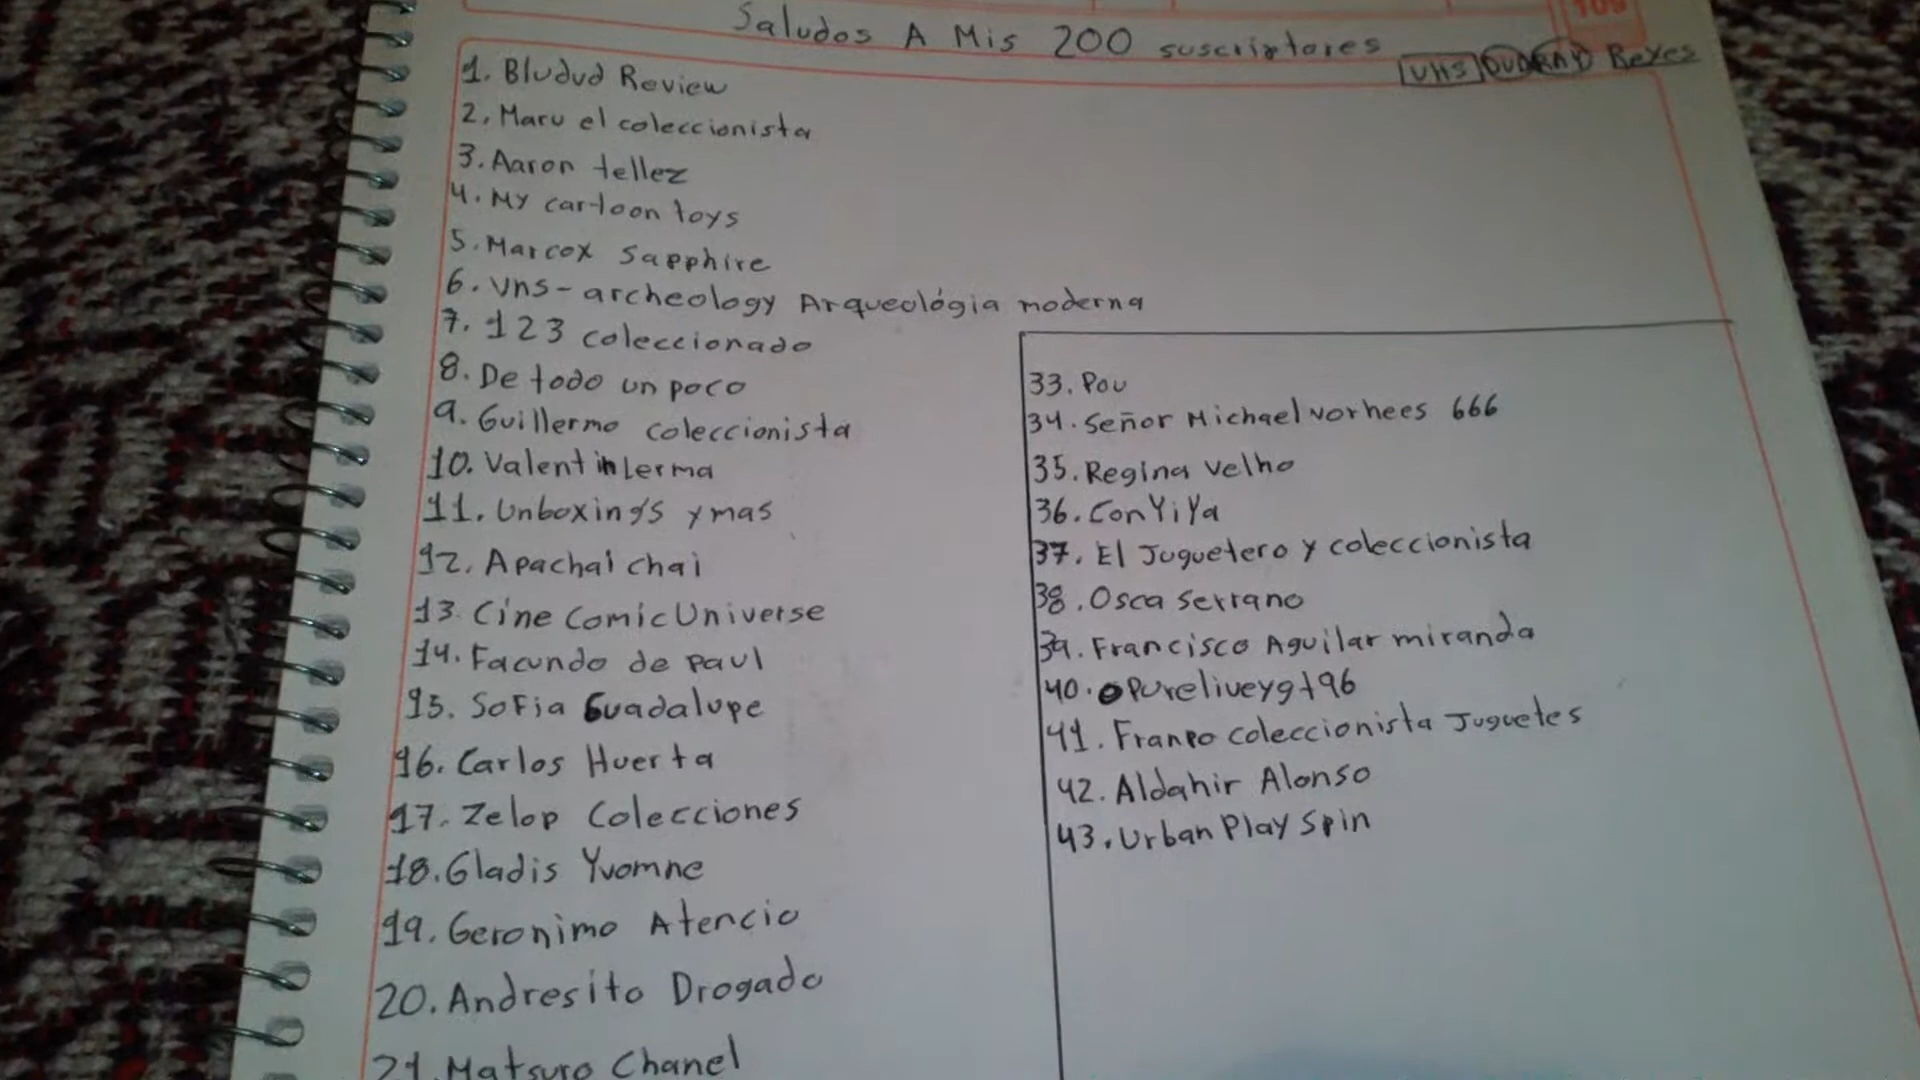 109
Saludos A Mis 200 suscriptores
VHS DVD RAY Reyes
1. Bludud Review
2. Maru el coleccionista
3. Aaron tellez
4. My cartoon toys
5. Marcox Sapphire
6. Vhs-archeology Arqueológia moderna
7. 123 coleccionado
8. De todo un poco
9. Guillermo coleccionista
10. Valentin Lerma
11. Unboxings y mas
12. Apachai chai
13. Cine Comic Universe
14. Facundo de paul
15. Sofia Guadalupe
16. Carlos Huerta
17. Zelop Colecciones
18. Gladis Yvomne
19. Geronimo Atencio
20. Andresito Drogado
21. Matsuro Chanel
33. Pou
34. Señor Michael vorhees 666
35. Regina velho
36. ConYiYa
37. El Juguetero y coleccionista
38. Osca serrano
39. Francisco Aguilar miranda
40. Pureliveygt96
41. Franpo coleccionista Juguetes
42. Aldahir Alonso
43. Urban Play Spin